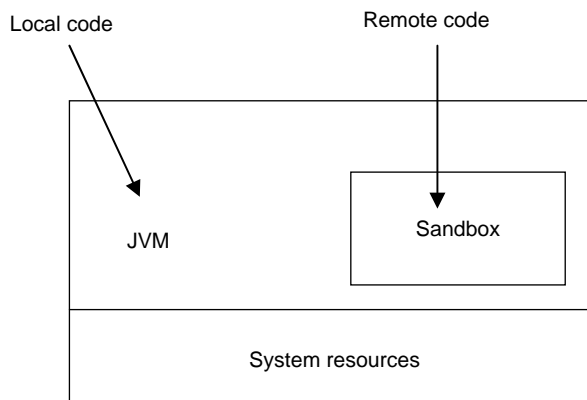 Local code
Remote code
JVM
Sandbox
System resources